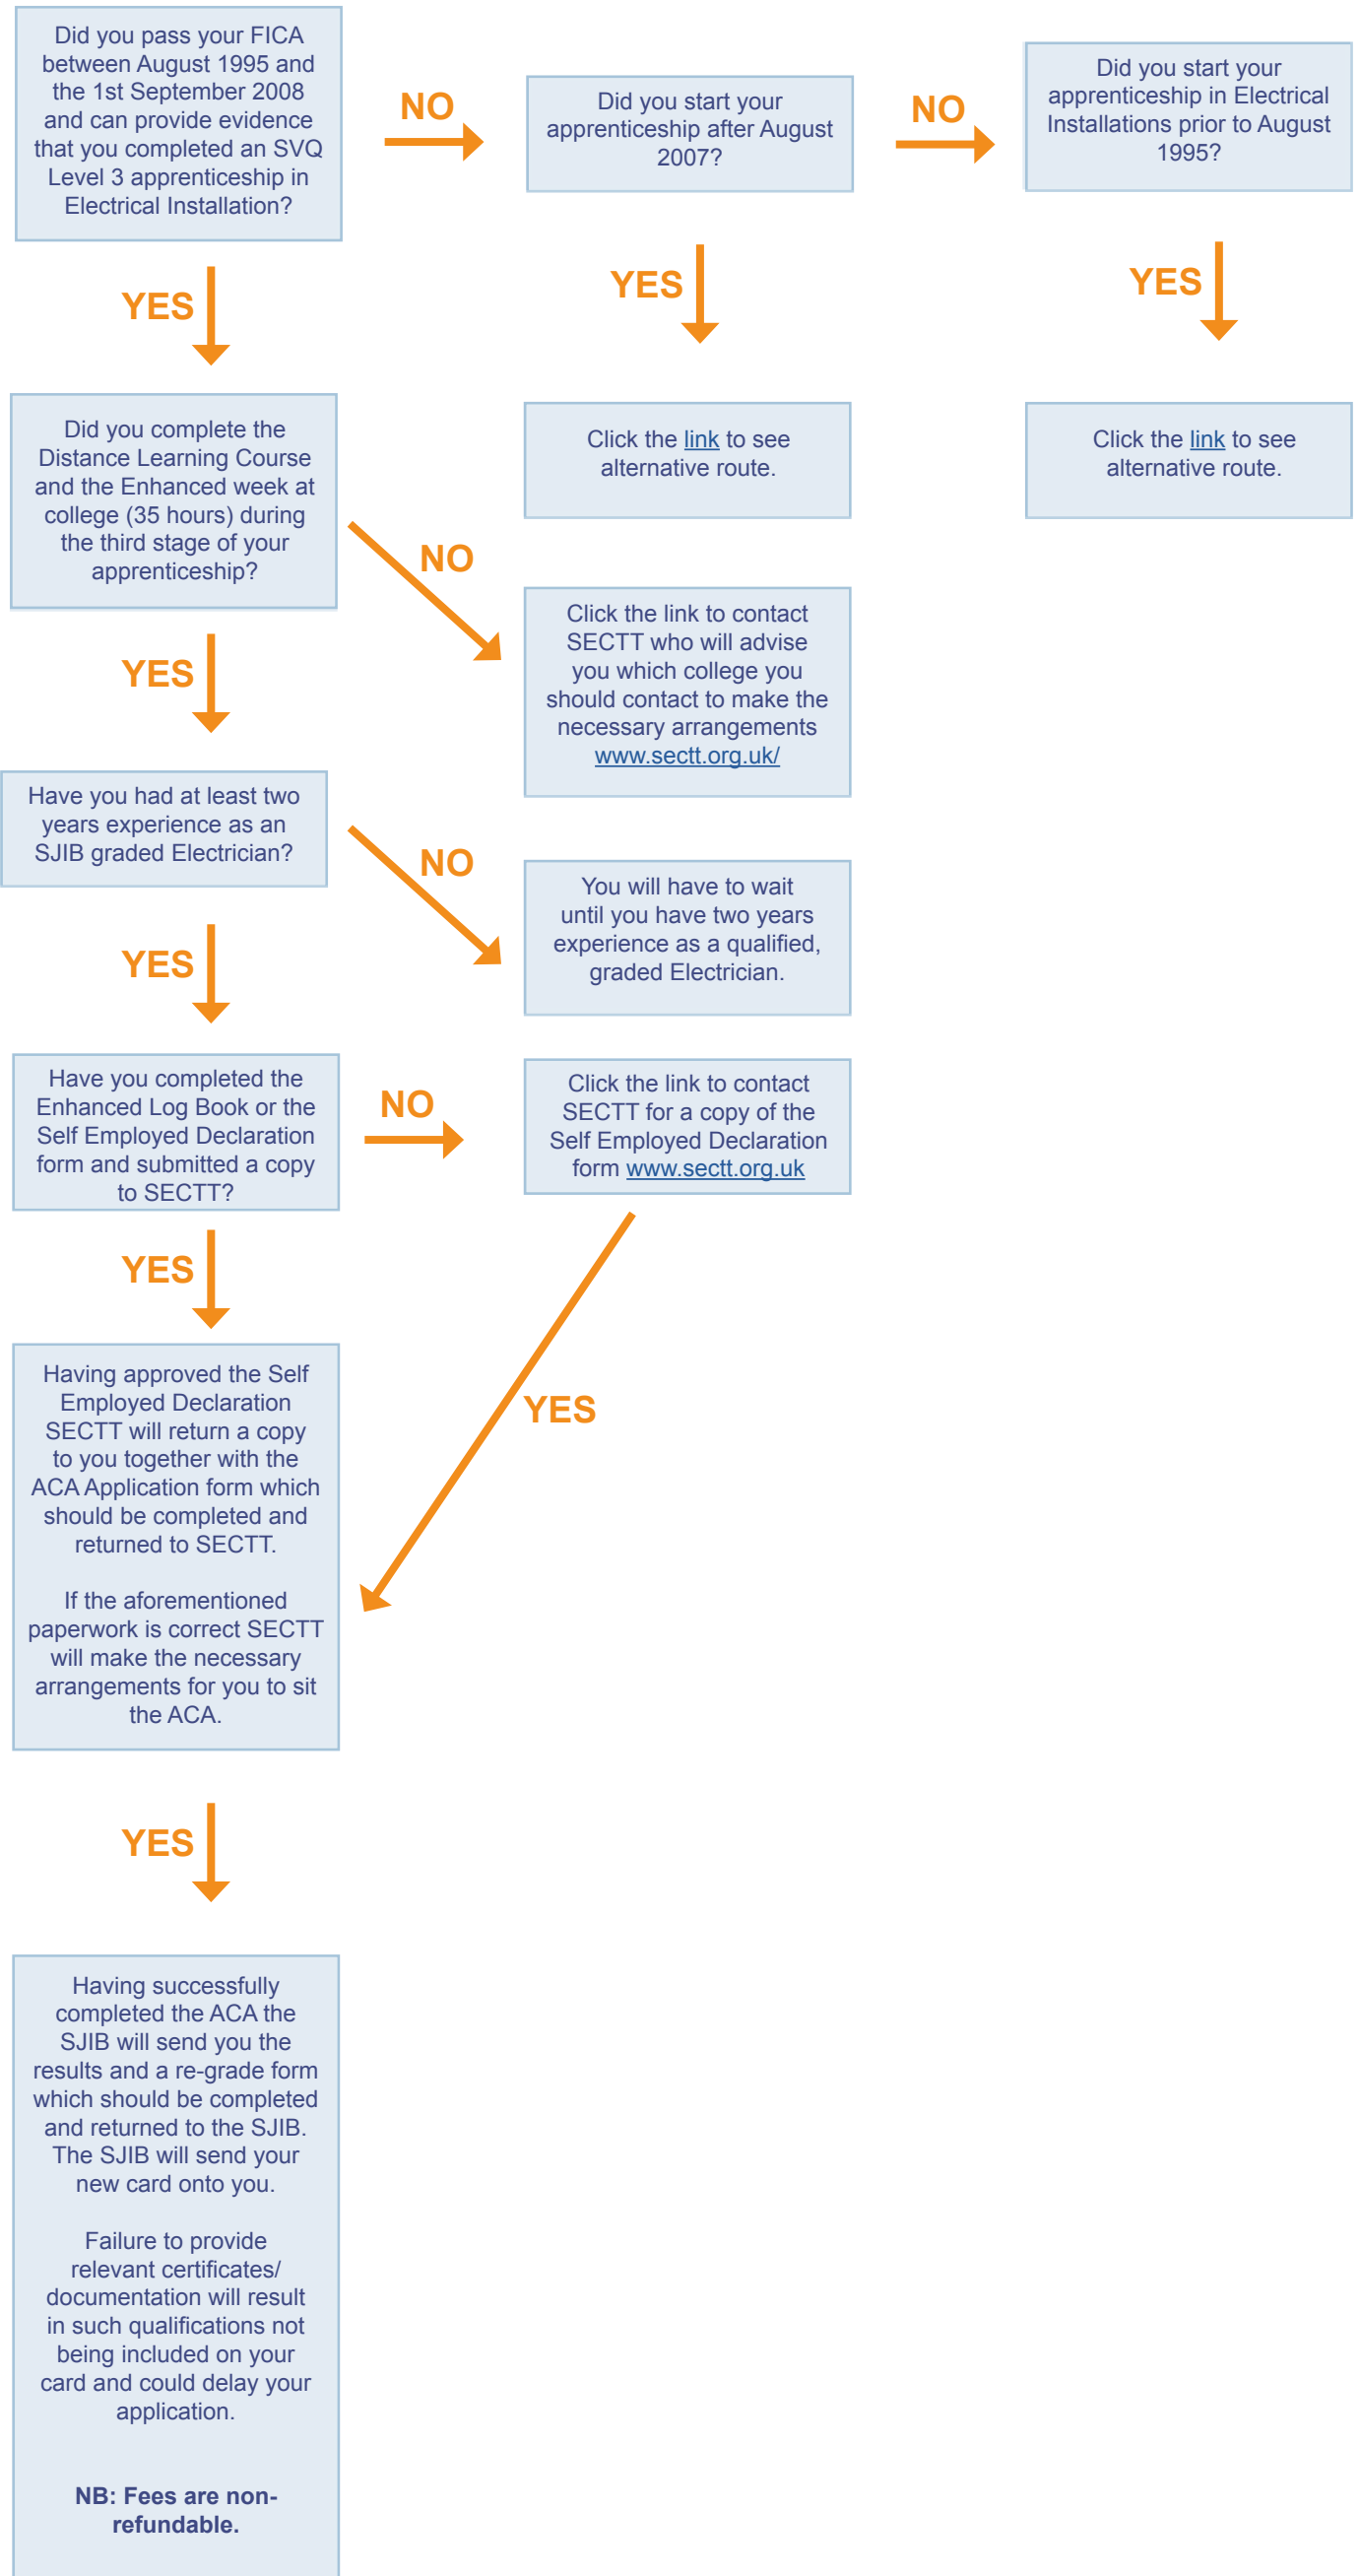 Did you pass your FICA
between August 1995 and
the 1st September 2008
and can provide evidence
that you completed an SVQ
Level 3 apprenticeship in
Electrical Installation?
NO
Did you start your
apprenticeship after August
2007?
NO
Did you start your
apprenticeship in Electrical
Installations prior to August
1995?
YES
YES
YES
Did you complete the
Distance Learning Course
and the Enhanced week at
college (35 hours) during
the third stage of your
apprenticeship?
Click the link to see
alternative route.
Click the link to see
alternative route.
NO
Click the link to contact
SECTT who will advise
you which college you
should contact to make the
necessary arrangements
www.sectt.org.uk/
YES
Have you had at least two
years experience as an
SJIB graded Electrician?
NO
You will have to wait
until you have two years
experience as a qualified,
graded Electrician.
YES
Have you completed the
Enhanced Log Book or the
Self Employed Declaration
form and submitted a copy
to SECTT?
NO
Click the link to contact
SECTT for a copy of the
Self Employed Declaration
form www.sectt.org.uk
YES
YES
Having approved the Self
Employed Declaration
SECTT will return a copy
to you together with the
ACA Application form which
should be completed and
returned to SECTT.
If the aforementioned
paperwork is correct SECTT
will make the necessary
arrangements for you to sit
the ACA.
YES
Having successfully
completed the ACA the
SJIB will send you the
results and a re-grade form
which should be completed
and returned to the SJIB.
The SJIB will send your
new card onto you.
Failure to provide
relevant certificates/
documentation will result
in such qualifications not
being included on your
card and could delay your
application.
NB: Fees are non-
refundable.